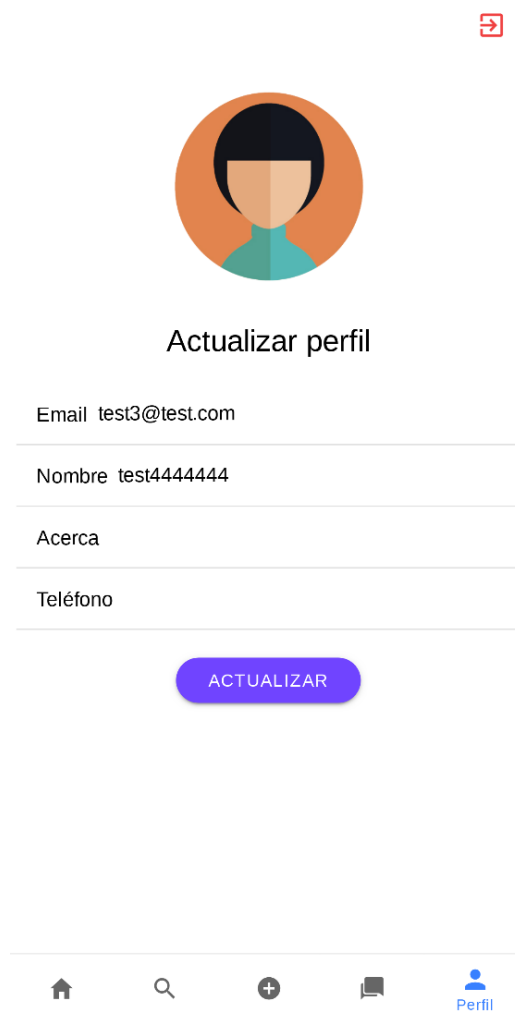 Actualizar perfil
Email test3@test.com
Nombre test4444444
Acerca
Teléfono
ACTUALIZAR
Perfil